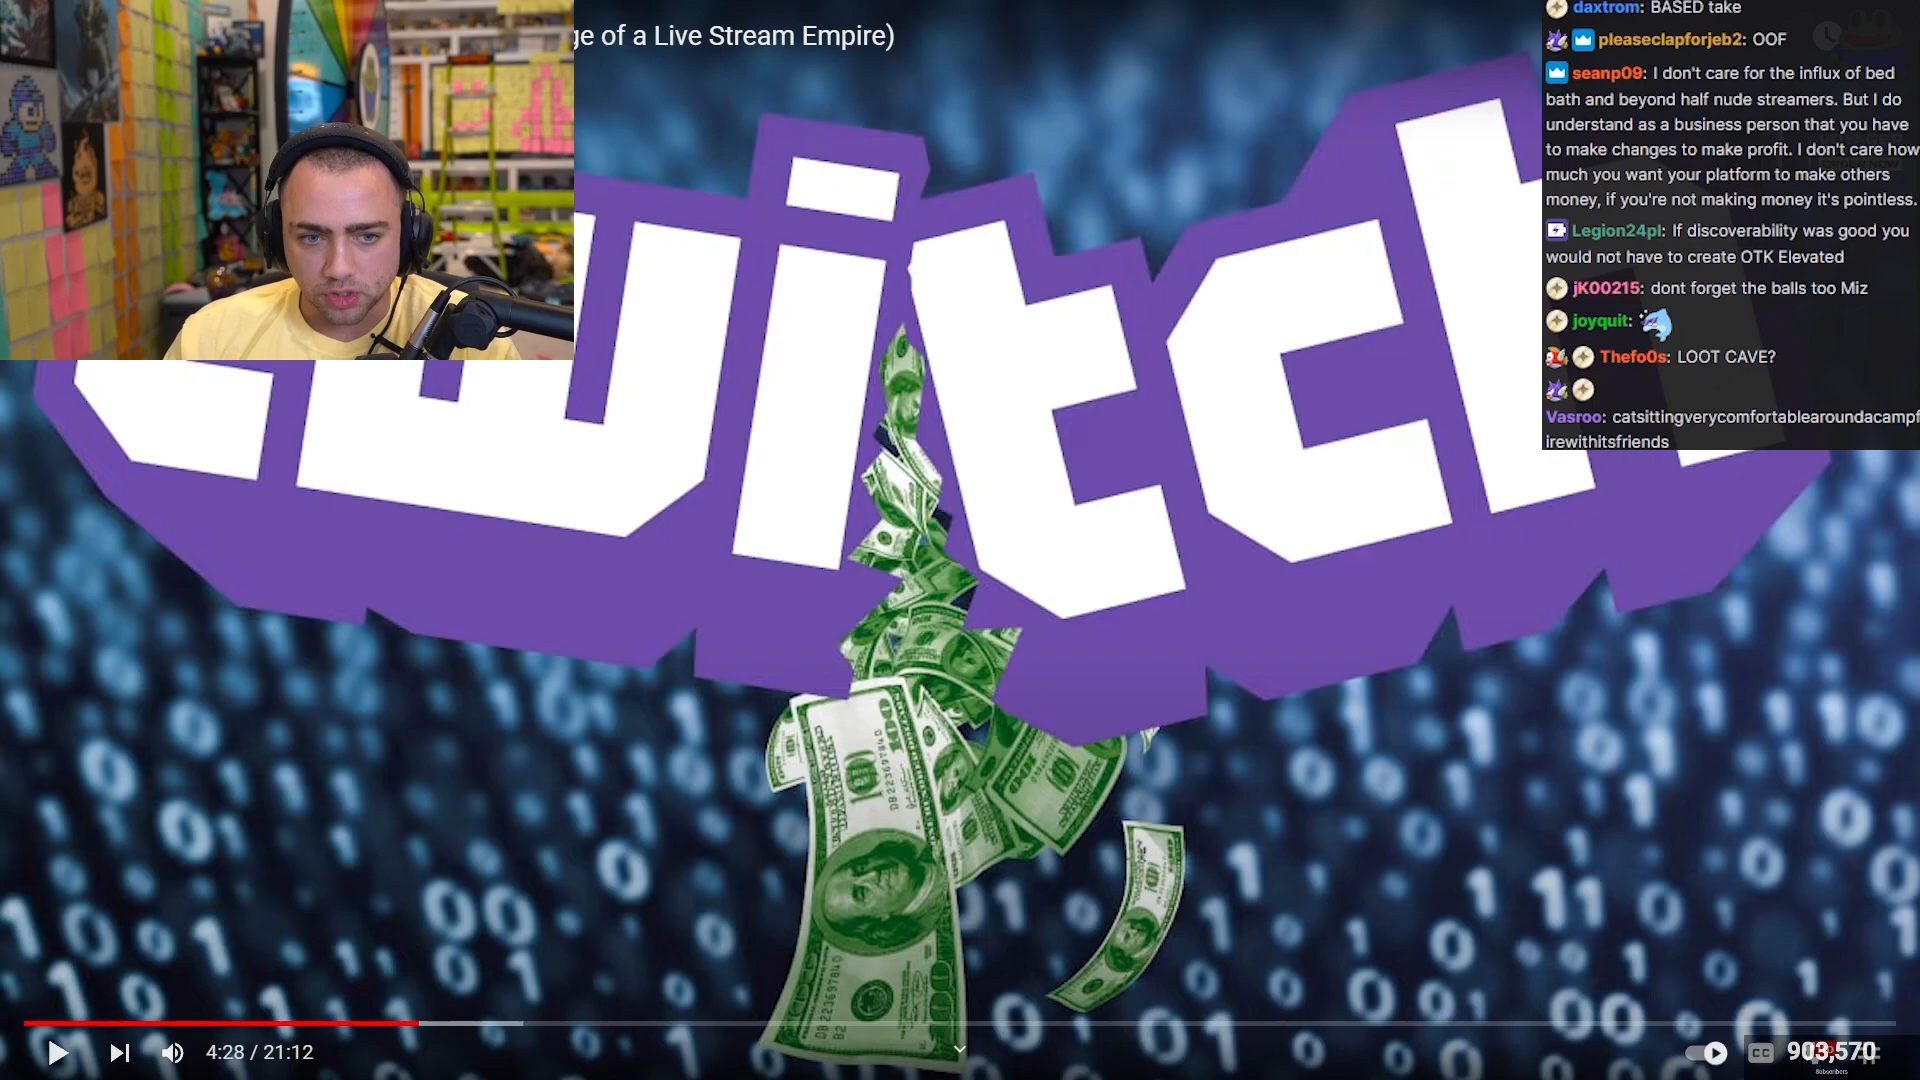 ge of a Live Stream Empire)
daxtrom: BASED take
pleaseclapforjeb2: OOF
seanp09: I don't care for the influx of bed
bath and beyond half nude streamers. But I do
understand as a business person that you have
to make changes to make profit. I don't care how
much you want your platform to make others
money, if you're not making money it's pointless.
Legion24pl: If discoverability was good you
would not have to create OTK Elevated
jK00215: dont forget the balls too Miz
joyquit:
Thefo0s: LOOT CAVE?
Vasroo: catsittingverycomfortablearoundacampf
irewithitsfriends
twitch
4:28 / 21:12
CC
903,570
Subscribers